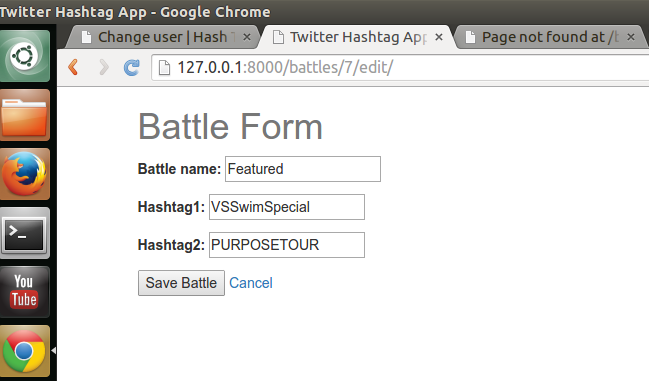 Twitter Hashtag App - Google Chrome
Change user | Hash T
Twitter Hashtag App
Page not found at /b
127.0.0.1:8000/battles/7/edit/
Battle Form
Battle name: Featured
Hashtag1: VSSwimSpecial
Hashtag2: PURPOSETOUR
Save Battle Cancel
>_
You
Tube